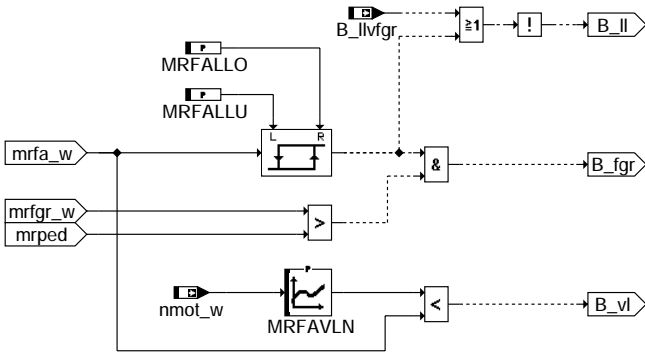 B_llvfgr
≥1
!
B_ll
P
MRFALLO
P
MRFALLU
L R
mrfa_w
&
B_fgr
mrfgr_w
>
mrped
P
nmot_w
MRFAVLN
<
B_vl